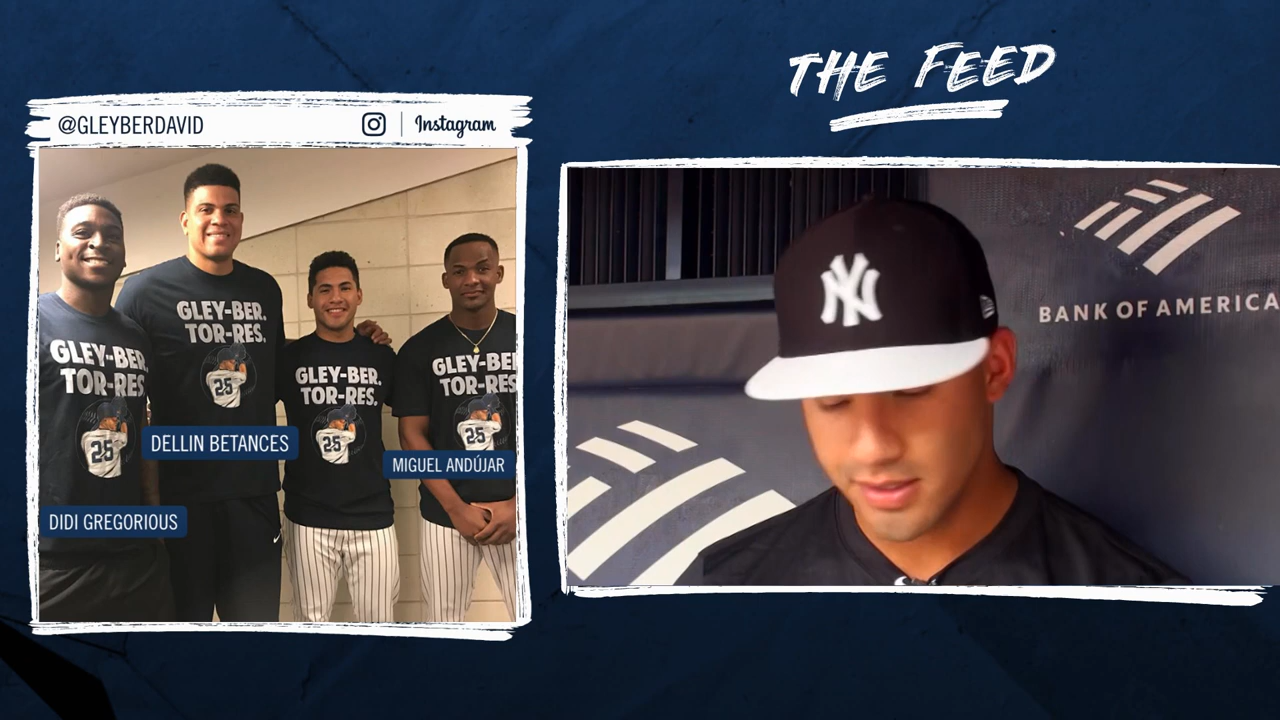 THE FEED
@GLEYBERDAVID
Instagram
GLEY-BER.
TOR-RES.
25
GLEY-BER.
TOR-RES.
25
GLEY-BER.
TOR-RES.
25
GLEY-BER
TOR-RES
25
DELLIN BETANCES
MIGUEL ANDÚJAR
DIDI GREGORIOUS
NY
BANK OF AMERICA